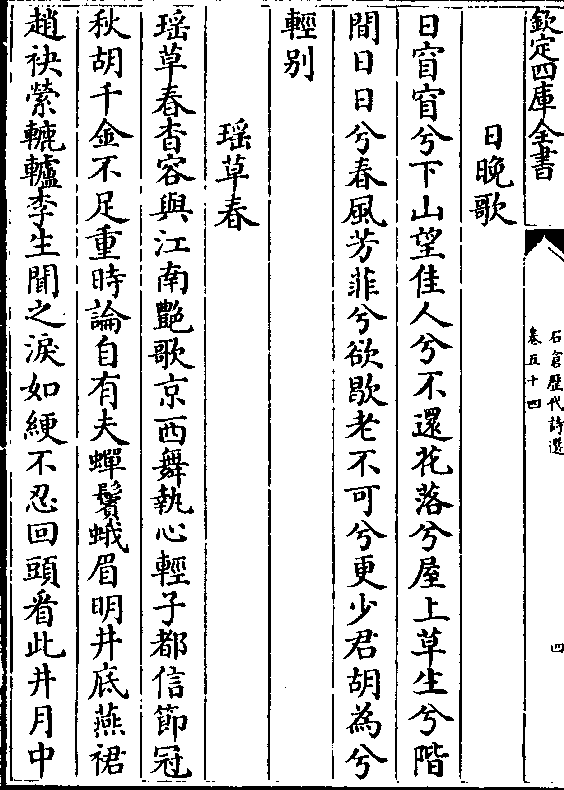 欽定四庫全書
石倉歷代詩選
卷五十四
四
日晚歌
日窅窅兮下山望佳人兮不還花落兮屋上草生兮階
間日日兮春風芳菲兮欲歇老不可兮更少君胡為兮
輕别
瑶草春
瑶草春杳容與江南艷歌京西舞執心輕子都信節冠
秋胡千金不足重時論自有夫蟬鬢蛾眉明井底燕裙
趙袂縈轆轤李生聞之淚如綆不忍回頭看此井月中